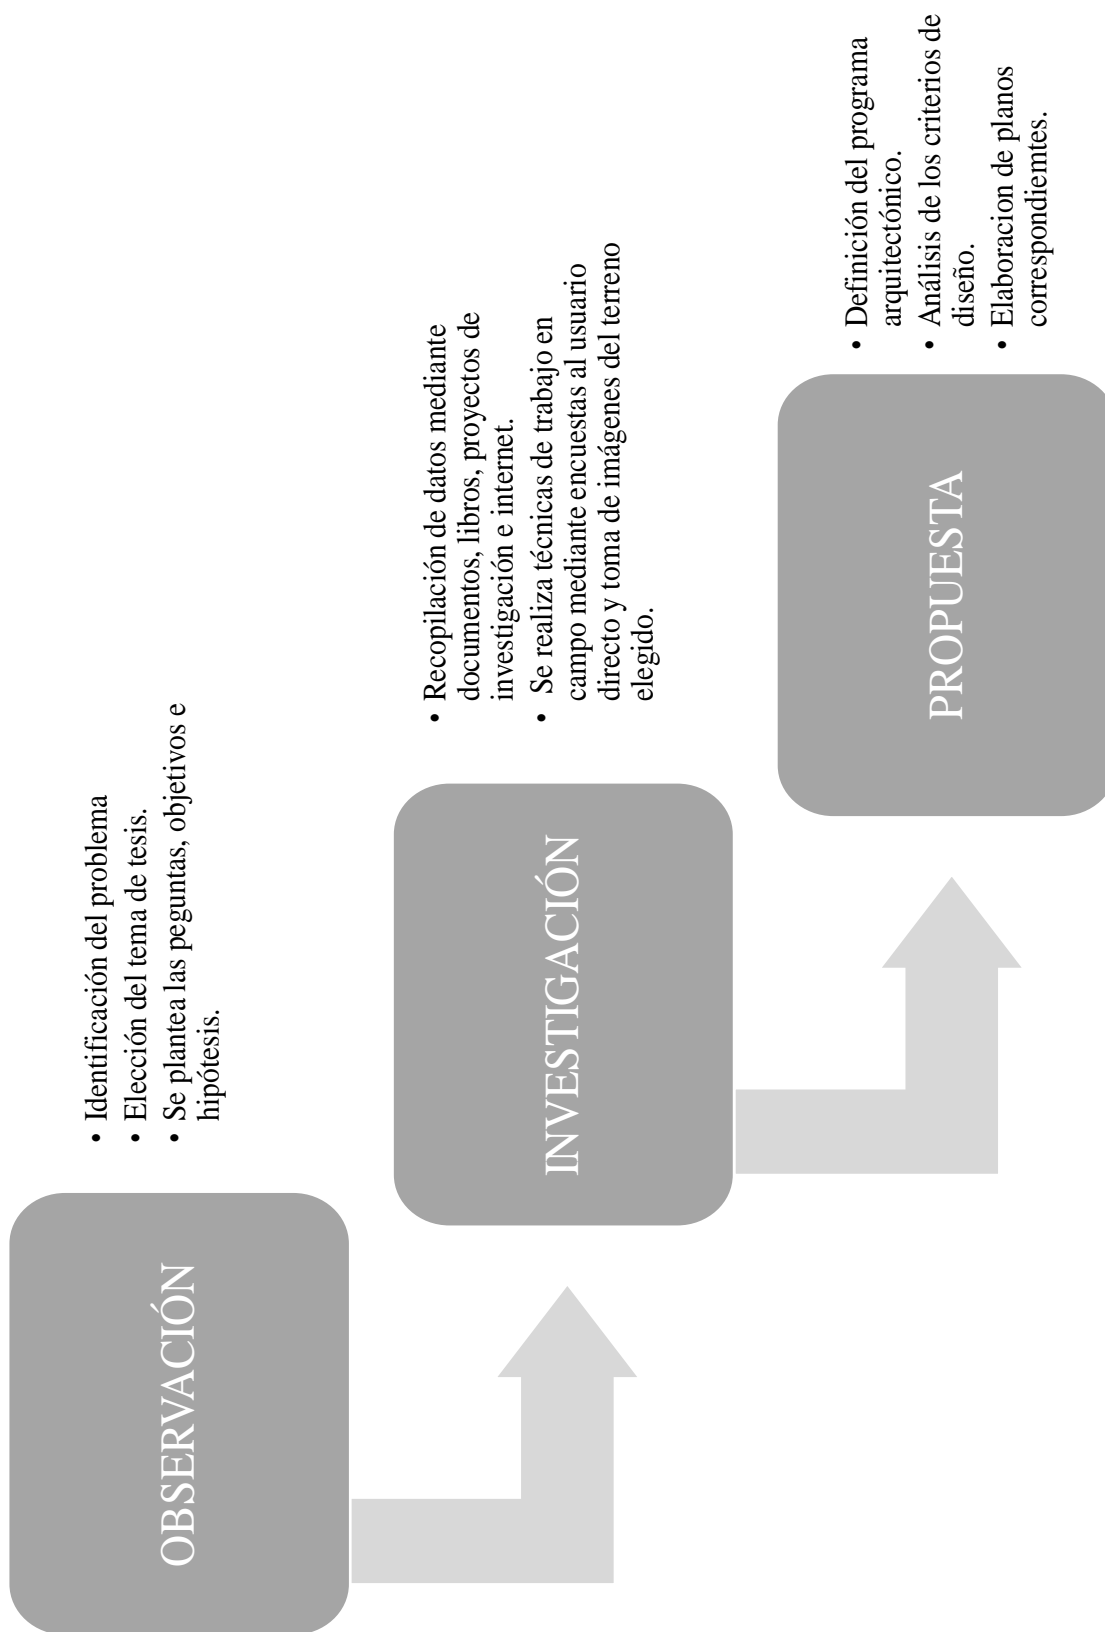 OBSERVACIÓN
• Identificación del problema
• Elección del tema de tesis.
• Se plantea las peguntas, objetivos e
hipótesis.
INVESTIGACIÓN
• Recopilación de datos mediante
documentos, libros, proyectos de
investigación e internet.
• Se realiza técnicas de trabajo en
campo mediante encuestas al usuario
directo y toma de imágenes del terreno
elegido.
PROPUESTA
• Definición del programa
arquitectónico.
• Análisis de los criterios de
diseño.
• Elaboracion de planos
correspondiemtes.